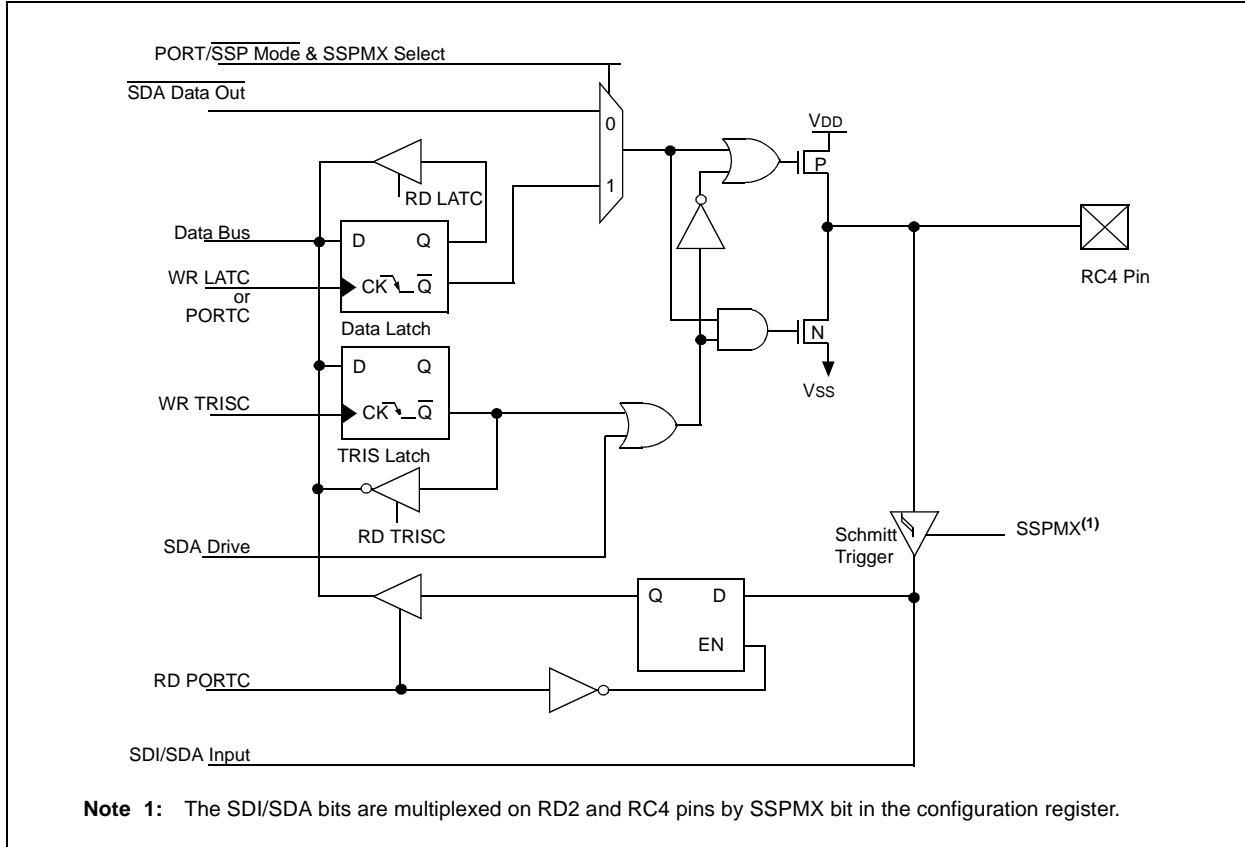 PORT/SSP Mode & SSPMX Select
SDA Data Out
0
1
VDD
P
RD LATC
Data Bus
D Q
WR LATC
or
PORTC
CK Q
Data Latch
RC4 Pin
N
VSS
D Q
WR TRISC
CK Q
TRIS Latch
RD TRISC
SDA Drive
Schmitt
Trigger
SSPMX(1)
Q D
EN
RD PORTC
SDI/SDA Input
Note 1: The SDI/SDA bits are multiplexed on RD2 and RC4 pins by SSPMX bit in the configuration register.